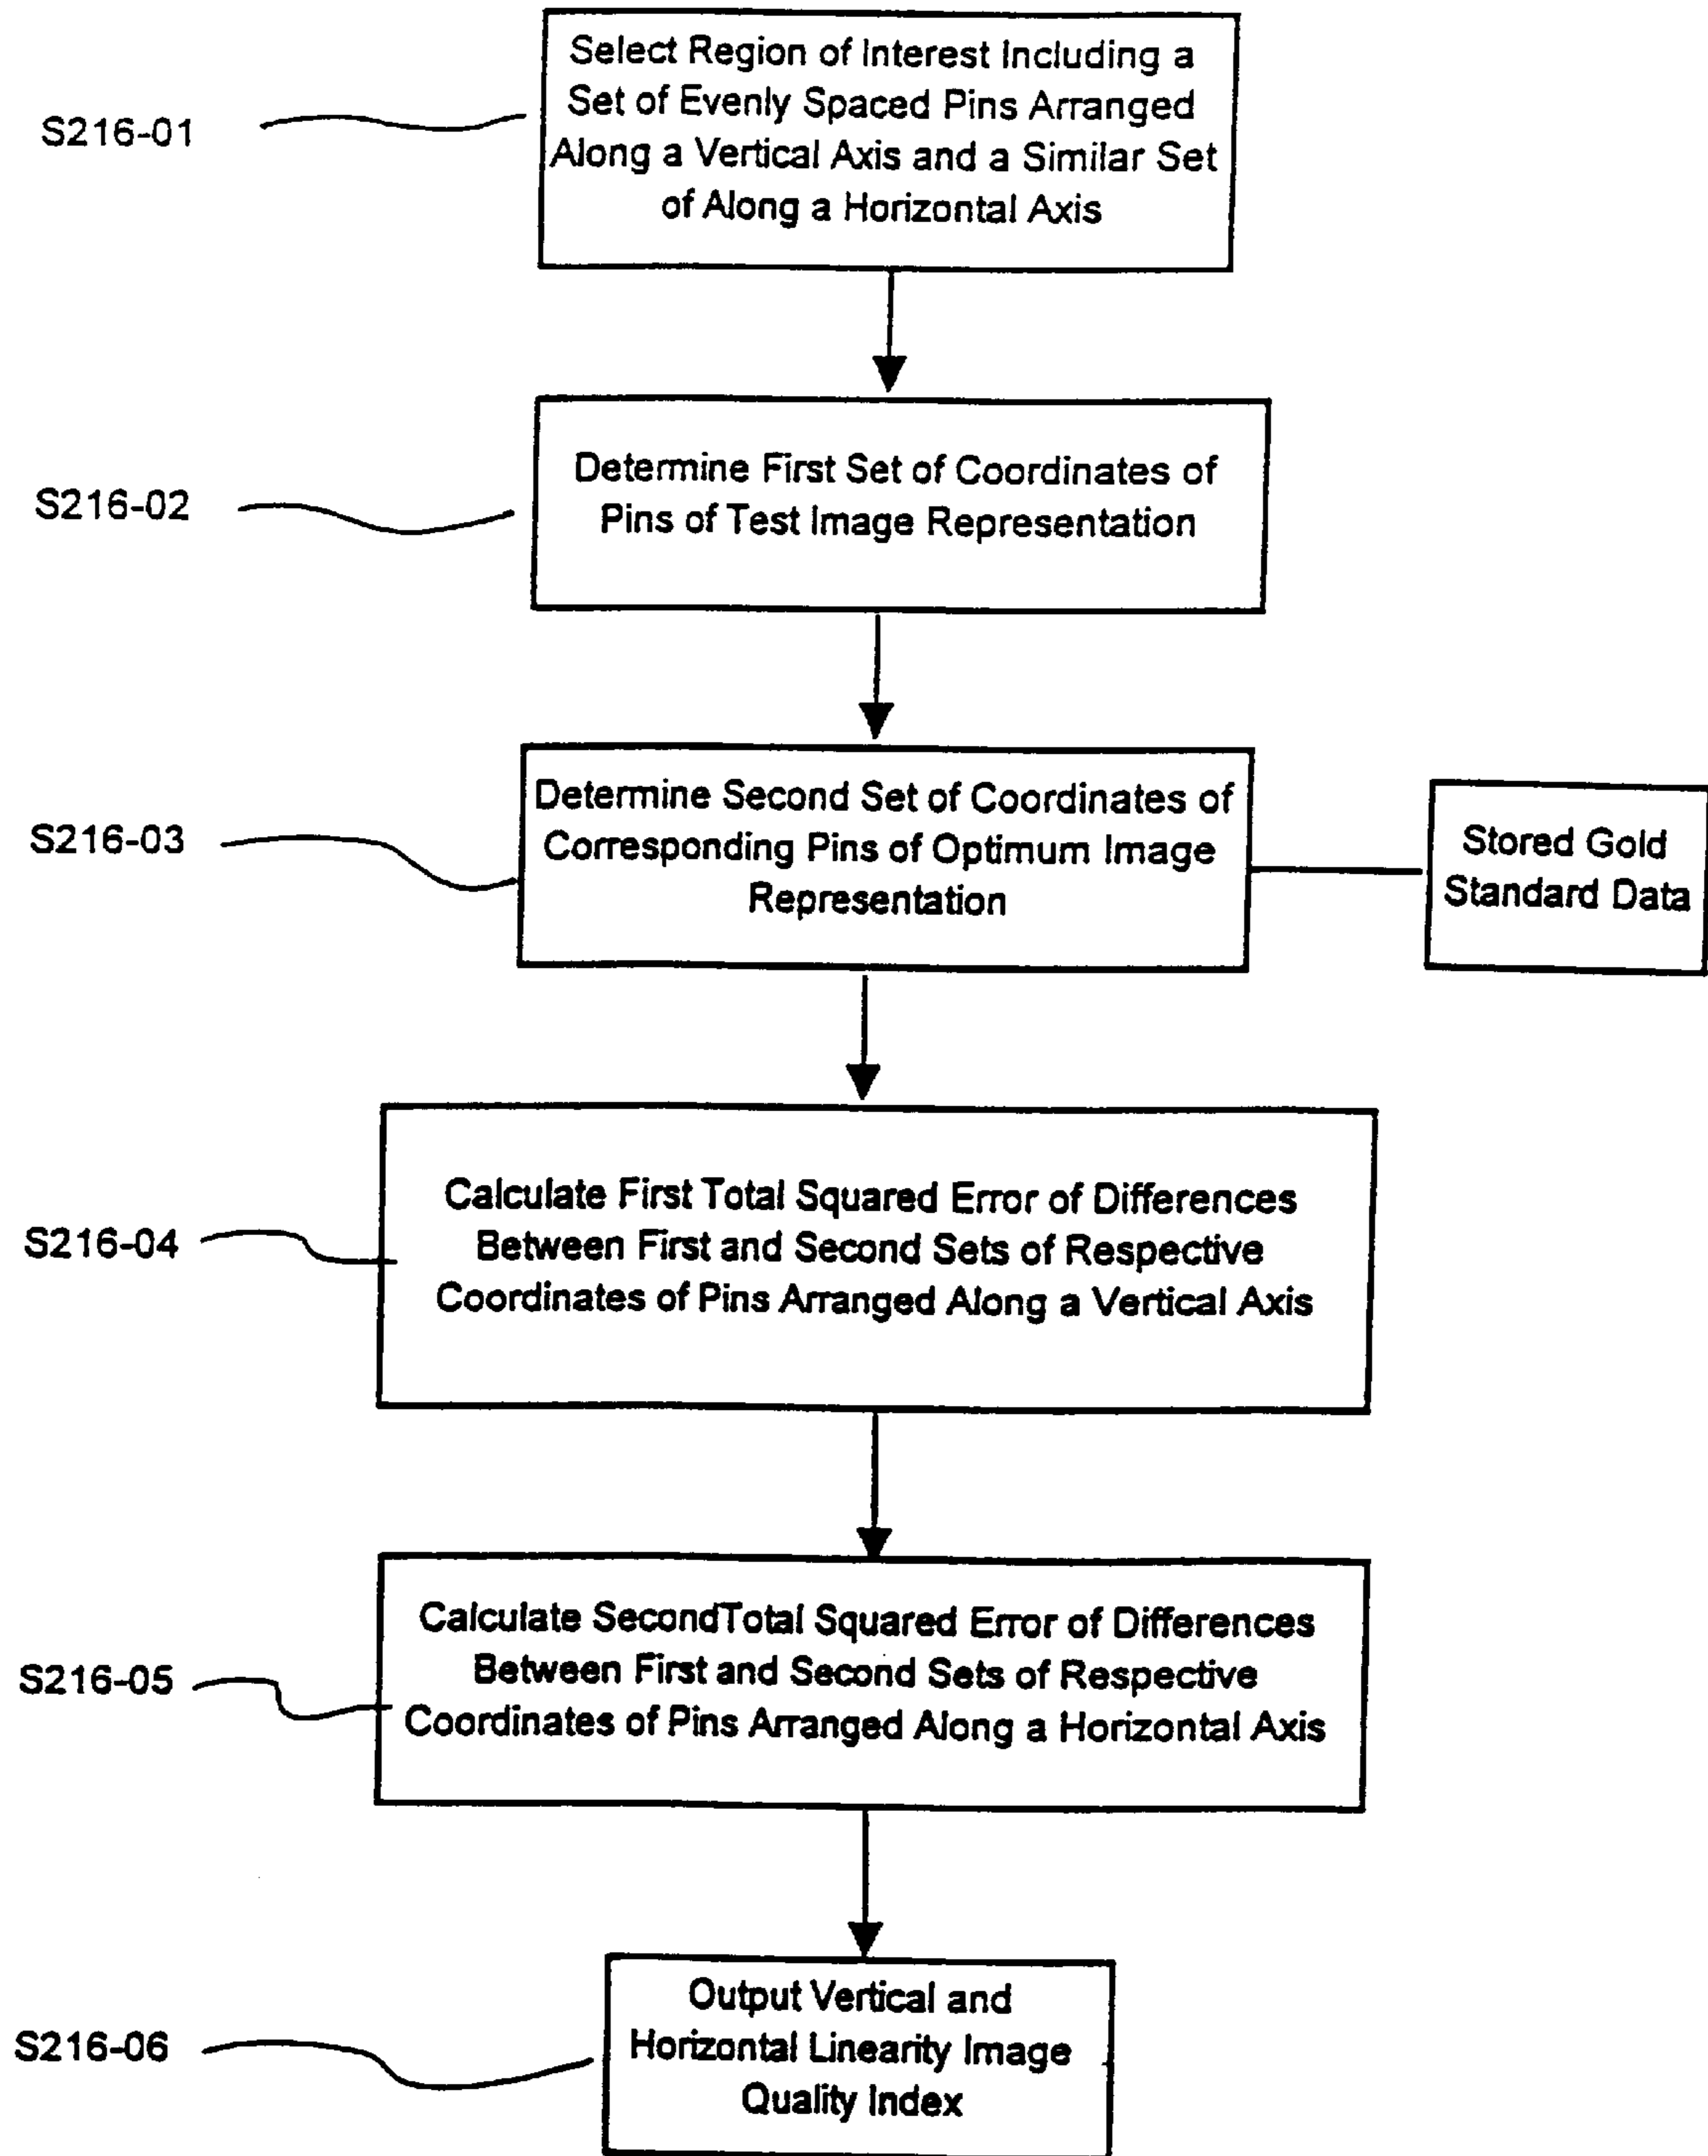 S216-01
Select Region of Interest Including a
Set of Evenly Spaced Pins Arranged
Along a Vertical Axis and a Similar Set
of Along a Horizontal Axis
S216-02
Determine First Set of Coordinates of
Pins of Test Image Representation
S216-03
Determine Second Set of Coordinates of
Corresponding Pins of Optimum Image
Representation
Stored Gold
Standard Data
S216-04
Calculate First Total Squared Error of Differences
Between First and Second Sets of Respective
Coordinates of Pins Arranged Along a Vertical Axis
S216-05
Calculate SecondTotal Squared Error of Differences
Between First and Second Sets of Respective
Coordinates of Pins Arranged Along a Horizontal Axis
S216-06
Output Vertical and
Horizontal Linearity Image
Quality Index